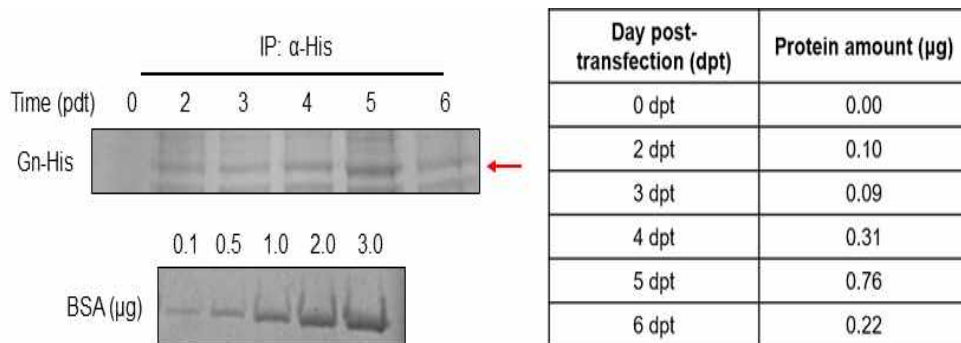 IP: α-His
Time (pdt) 0 2 3 4 5 6
Gn-His
0.1 0.5 1.0 2.0 3.0
BSA (μg)
Day post-
transfection (dpt) Protein amount (μg)
0 dpt 0.00
2 dpt 0.10
3 dpt 0.09
4 dpt 0.31
5 dpt 0.76
6 dpt 0.22